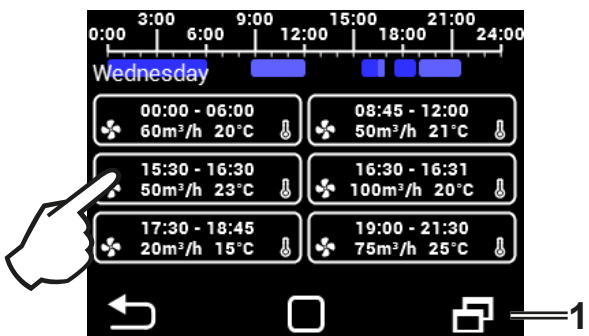 3:00 9:00 15:00 21:00
0:00 6:00 12:00 18:00 24:00
Wednesday
00:00 - 06:00
60m³/h 20°C
08:45 - 12:00
50m³/h 21°C
15:30 - 16:30
50m³/h 23°C
16:30 - 16:31
100m³/h 20°C
17:30 - 18:45
20m³/h 15°C
19:00 - 21:30
75m³/h 25°C
1